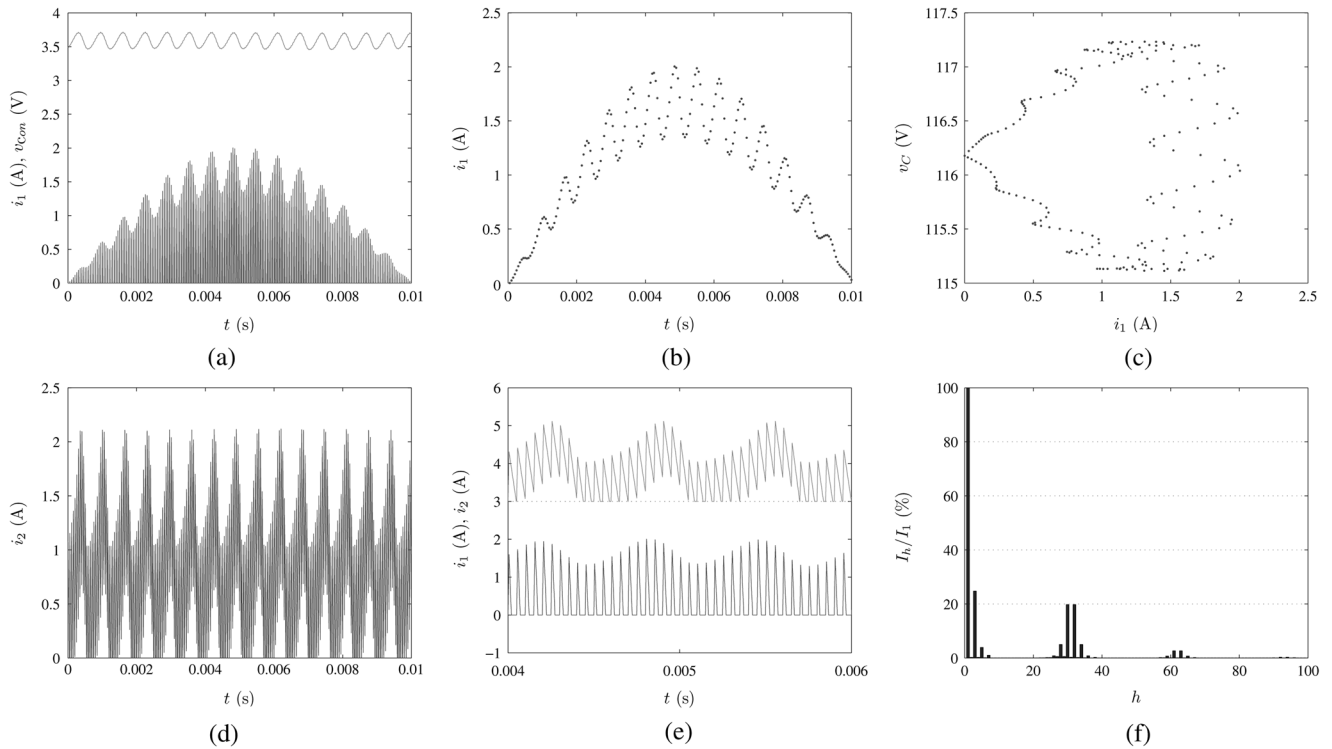 4
3.5
3
2.5
2
1.5
1
0.5
0
0 0.002 0.004 0.006 0.008 0.01
i₁ (A), v_Con (V)
t (s)
(a)
2.5
2
1.5
1
0.5
0
0 0.002 0.004 0.006 0.008 0.01
i₁ (A)
t (s)
(b)
117.5
117
116.5
116
115.5
115
0 0.5 1 1.5 2 2.5
v_C (V)
i₁ (A)
(c)
2.5
2
1.5
1
0.5
0
0 0.002 0.004 0.006 0.008 0.01
i₂ (A)
t (s)
(d)
6
5
4
3
2
1
0
−1
0.004 0.005 0.006
i₁ (A), i₂ (A)
t (s)
(e)
100
80
60
40
20
0
0 20 40 60 80 100
I_h/I₁ (%)
h
(f)